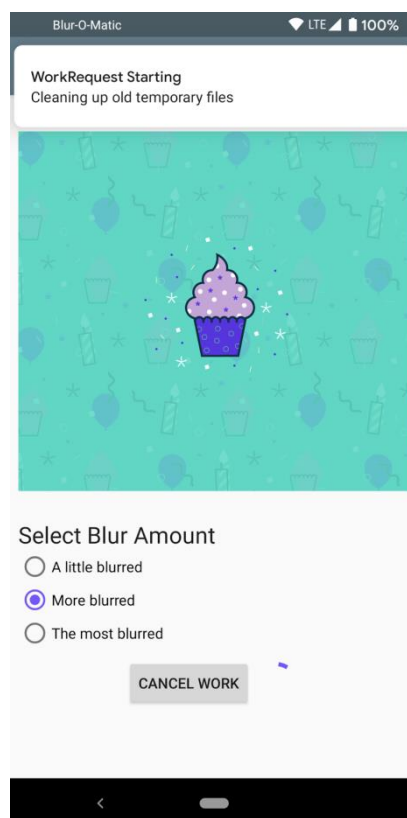 Blur-O-Matic LTE 100%
WorkRequest Starting
Cleaning up old temporary files
Select Blur Amount
A little blurred
More blurred
The most blurred
CANCEL WORK